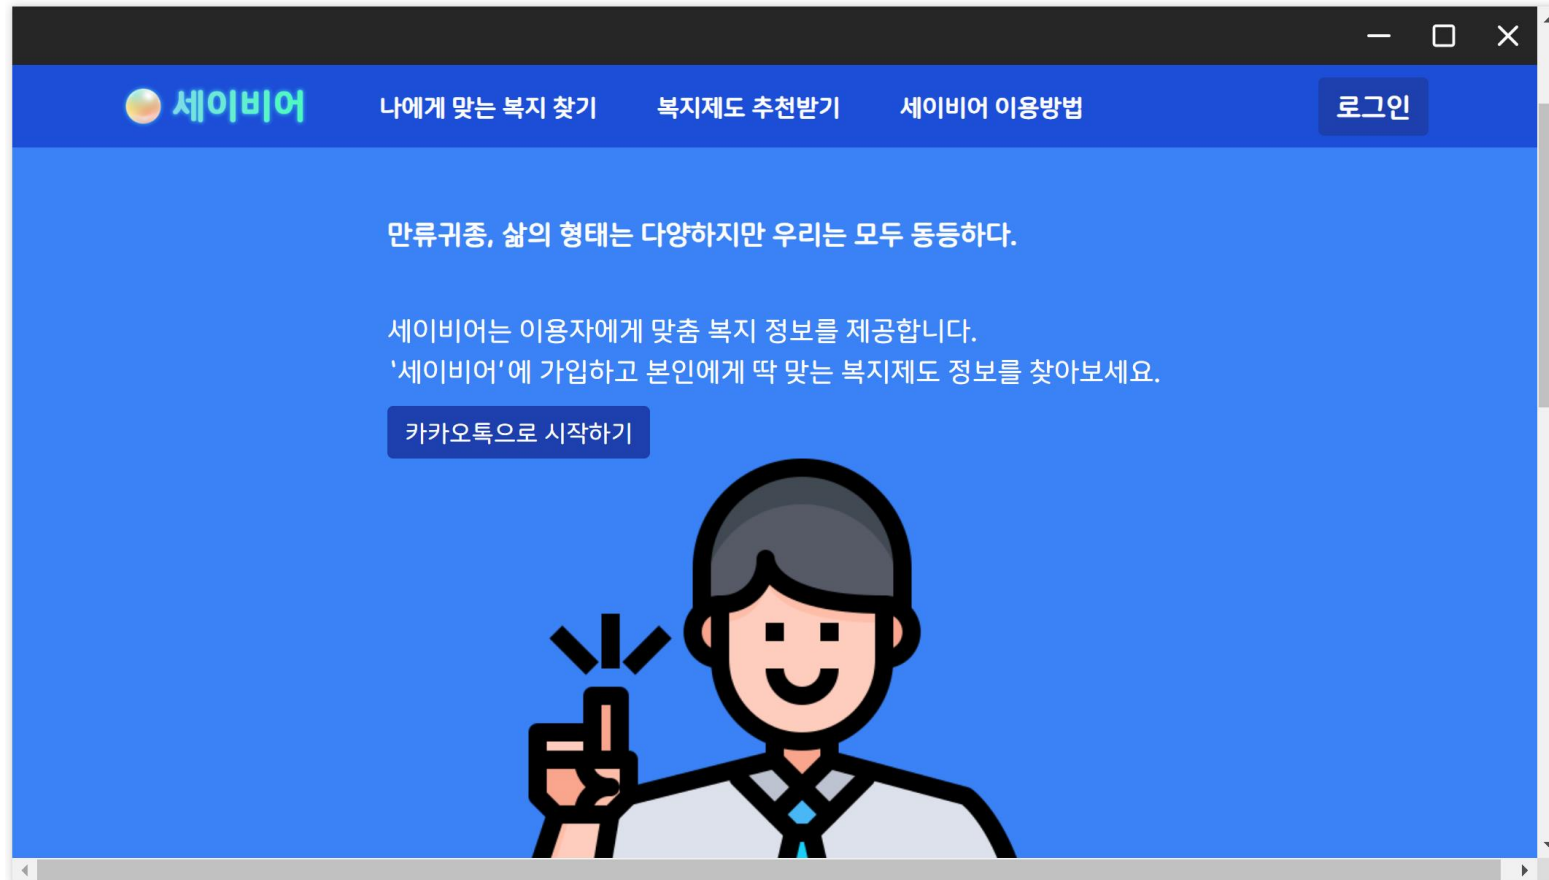 세이비어
나에게 맞는 복지 찾기
복지제도 추천받기
세이비어 이용방법
로그인
만류귀종, 삶의 형태는 다양하지만 우리는 모두 동등하다.
세이비어는 이용자에게 맞춤 복지 정보를 제공합니다.
'세이비어'에 가입하고 본인에게 딱 맞는 복지제도 정보를 찾아보세요.
카카오톡으로 시작하기